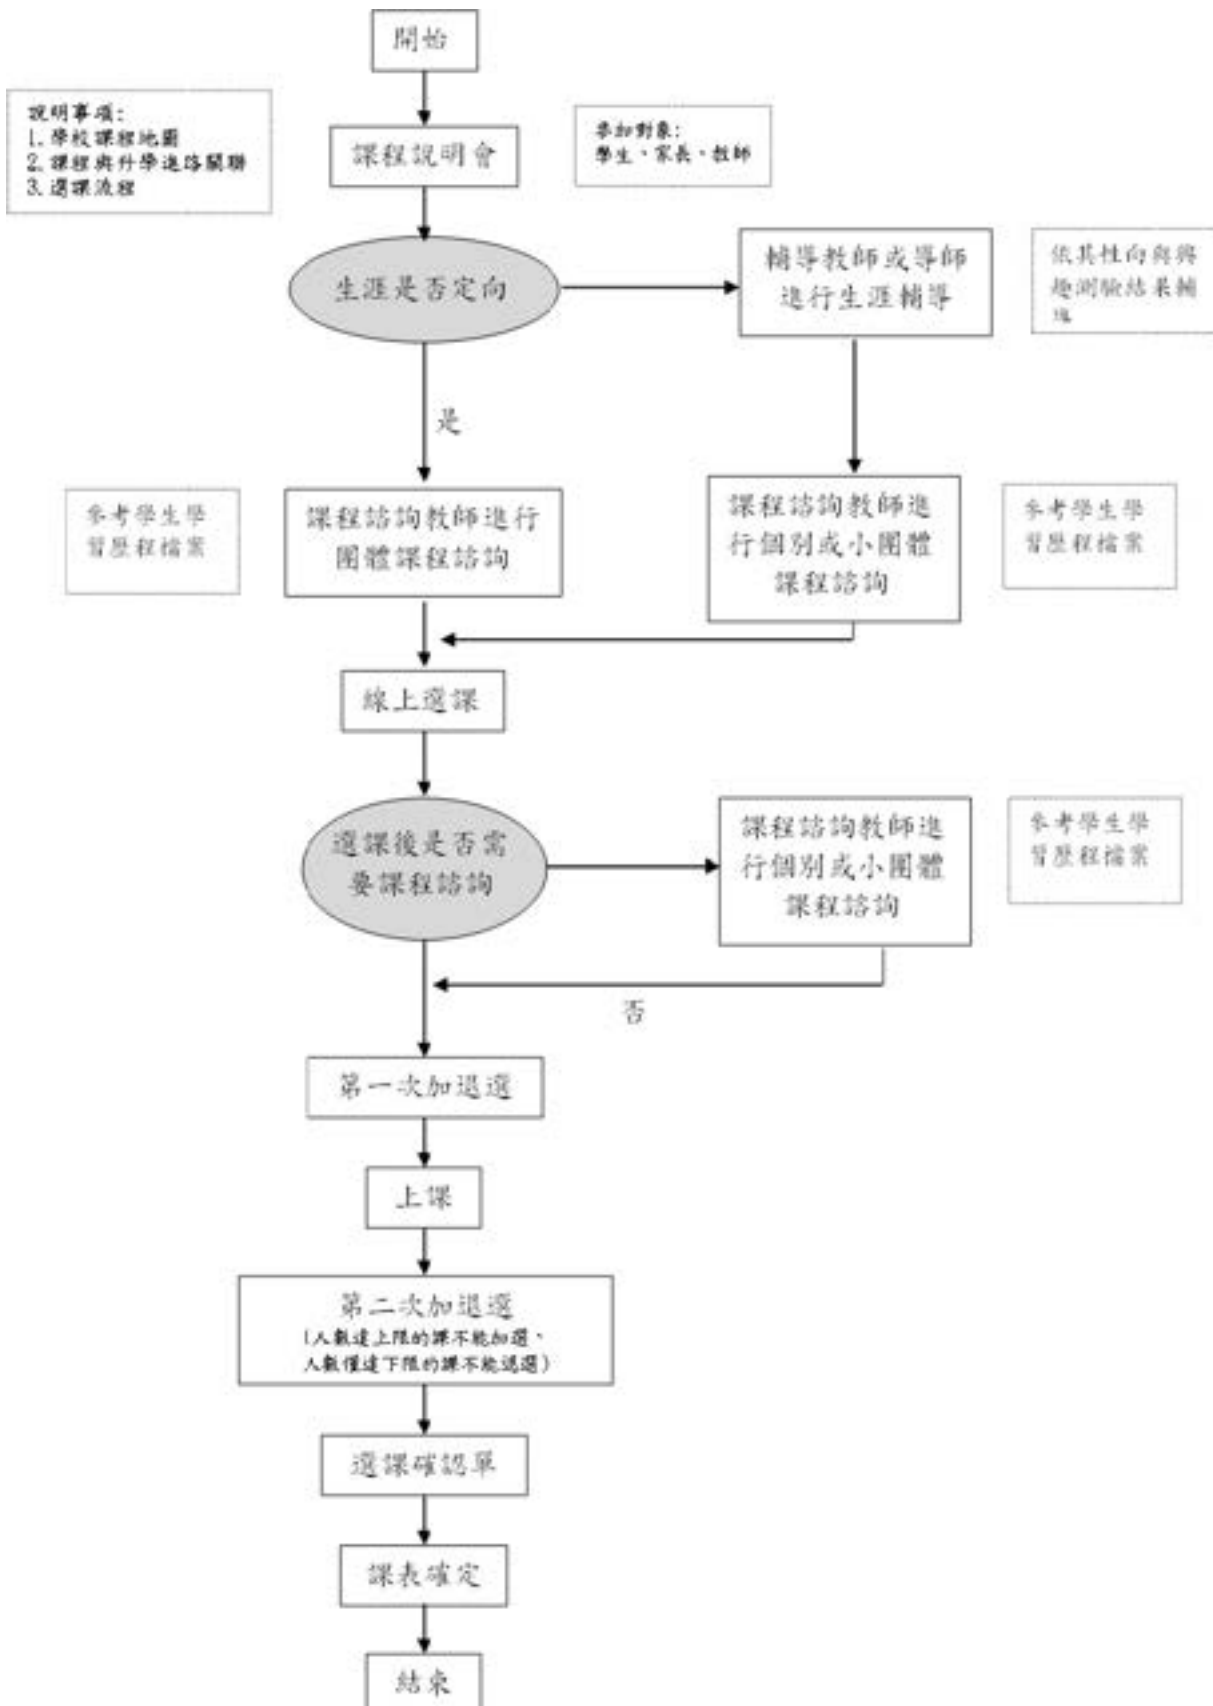 開始
說明事項:
1.學校課程地圖
2.課程與升學進路關聯
3.選課流程
課程說明會
參加對象:
學生、家長、教師
生涯是否定向
輔導教師或導師
進行生涯輔導
依其性向與興
趣測驗結果輔
導
是
參考學生學
習歷程檔案
課程諮詢教師進行
團體課程諮詢
課程諮詢教師進
行個別或小團體
課程諮詢
參考學生學
習歷程檔案
線上選課
選課後是否需
要課程諮詢
課程諮詢教師進
行個別或小團體
課程諮詢
參考學生學
習歷程檔案
否
第一次加退選
上課
第二次加退選
(人數達上限的課不能加選、
人數僅達下限的課不能退選)
選課確認單
課表確定
結束